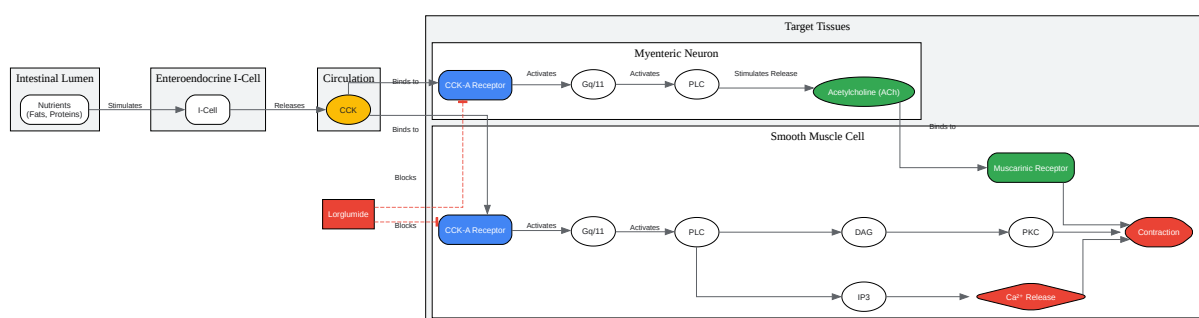 Target Tissues
Myenteric Neuron
Intestinal Lumen
Enteroendocrine I-Cell
Circulation
Nutrients
(Fats, Proteins)
Stimulates
I-Cell
Releases
CCK
Binds to
CCK-A Receptor
Activates
Gq/11
Activates
PLC
Stimulates Release
Acetylcholine (ACh)
Binds to
Binds to
Smooth Muscle Cell
Muscarinic Receptor
Blocks
Lorglumide
Blocks
CCK-A Receptor
Activates
Gq/11
Activates
PLC
DAG
PKC
Contraction
IP3
Ca²⁺ Release